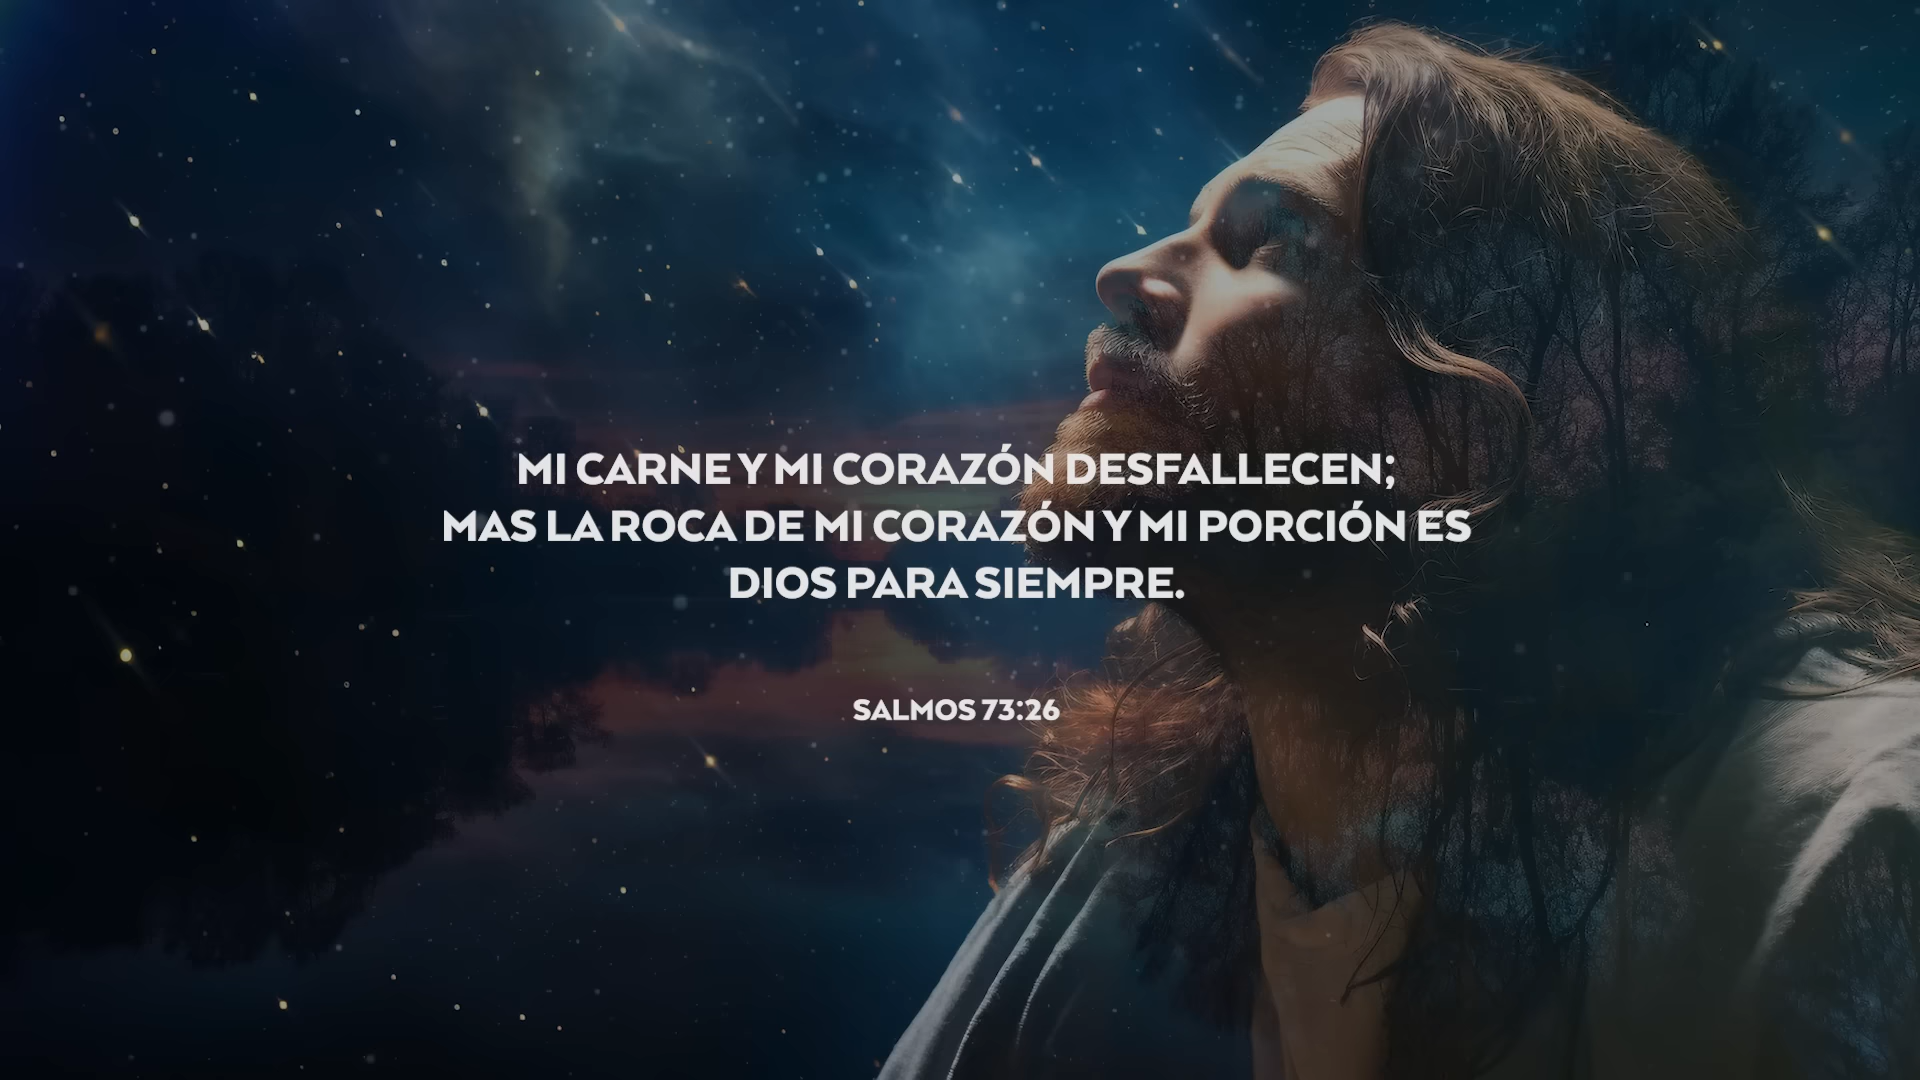 MI CARNE Y MI CORAZÓN DESFALLECEN;
MAS LA ROCA DE MI CORAZÓN Y MI PORCIÓN ES
DIOS PARA SIEMPRE.
SALMOS 73:26